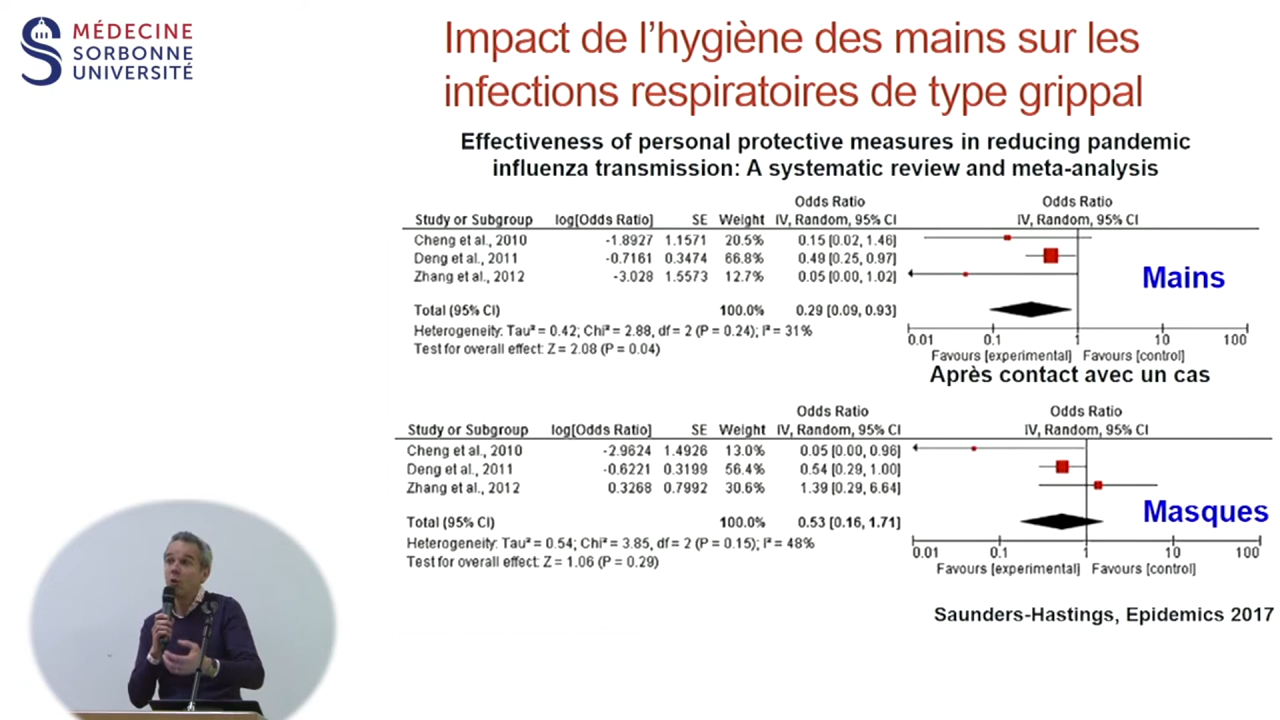 MÉDECINE
SORBONNE
UNIVERSITÉ
Impact de l'hygiène des mains sur les
infections respiratoires de type grippal
Effectiveness of personal protective measures in reducing pandemic
influenza transmission: A systematic review and meta-analysis
Odds Ratio Odds Ratio
Study or Subgroup log[Odds Ratio] SE Weight IV, Random, 95% CI IV, Random, 95% CI
Cheng et al., 2010 -1.8927 1.1571 20.5% 0.15 [0.02, 1.46]
Deng et al., 2011 -0.7161 0.3474 66.8% 0.49 [0.25, 0.97]
Zhang et al., 2012 -3.028 1.5573 12.7% 0.05 [0.00, 1.02]
Mains
Total (95% CI) 100.0% 0.29 [0.09, 0.93]
Heterogeneity: Tau² = 0.42; Chi² = 2.88, df = 2 (P = 0.24); I² = 31%
Test for overall effect: Z = 2.08 (P = 0.04)
0.01 0.1 1 10 100
Favours [experimental] Favours [control]
Après contact avec un cas
Odds Ratio Odds Ratio
Study or Subgroup log[Odds Ratio] SE Weight IV, Random, 95% CI IV, Random, 95% CI
Cheng et al., 2010 -2.9624 1.4926 13.0% 0.05 [0.00, 0.96]
Deng et al., 2011 -0.6221 0.3199 56.4% 0.54 [0.29, 1.00]
Zhang et al., 2012 0.3268 0.7992 30.6% 1.39 [0.29, 6.64]
Masques
Total (95% CI) 100.0% 0.53 [0.16, 1.71]
Heterogeneity: Tau² = 0.54; Chi² = 3.85, df = 2 (P = 0.15); I² = 48%
Test for overall effect: Z = 1.06 (P = 0.29)
0.01 0.1 1 10 100
Favours [experimental] Favours [control]
Saunders-Hastings, Epidemics 2017